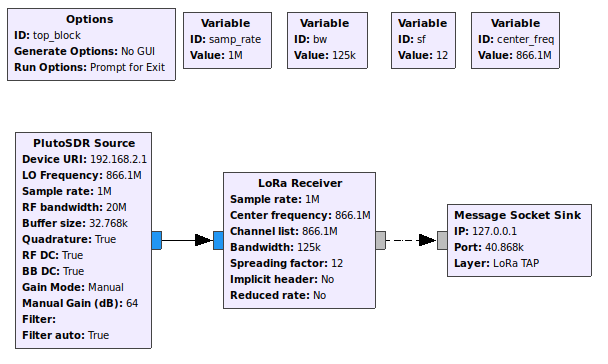 Options
ID: top_block
Generate Options: No GUI
Run Options: Prompt for Exit
Variable
ID: samp_rate
Value: 1M
Variable
ID: bw
Value: 125k
Variable
ID: sf
Value: 12
Variable
ID: center_freq
Value: 866.1M
PlutoSDR Source
Device URI: 192.168.2.1
LO Frequency: 866.1M
Sample rate: 1M
RF bandwidth: 20M
Buffer size: 32.768k
Quadrature: True
RF DC: True
BB DC: True
Gain Mode: Manual
Manual Gain (dB): 64
Filter:
Filter auto: True
LoRa Receiver
Sample rate: 1M
Center frequency: 866.1M
Channel list: 866.1M
Bandwidth: 125k
Spreading factor: 12
Implicit header: No
Reduced rate: No
Message Socket Sink
IP: 127.0.0.1
Port: 40.868k
Layer: LoRa TAP